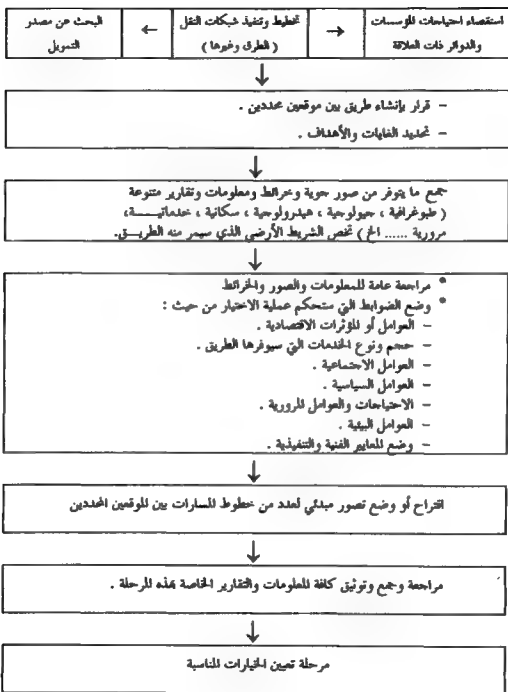 استقصاء احتياجات المؤسسات
والدوائر ذات العلاقة
→
تخطيط وتنفيذ شبكات النقل
( الطرق وغيرها )
←
البحث عن مصدر
التمويل
↓
– قرار بإنشاء طريق بين موقعين محددين .
– تحديد الغايات والأهداف .
↓
جمع ما يتوفر من صور جوية وخرائط ومعلومات وتقارير متنوعة
( طبوغرافية ، جيولوجية ، هيدرولوجية ، سكانية ، خدماتيـــــة،
مرورية ...... الخ ) تخص الشريط الأرضي الذي سيمر منه الطريـــق.
↓
* مراجعة عامة للمعلومات والصور والخرائط
* وضع الضوابط التي ستحكم عملية الاختيار من حيث :
– العوامل أو المؤثرات الاقتصادية .
– حجم ونوع الخدمات التي سيوفرها الطريق .
– العوامل الاجتماعية .
– العوامل السياسية .
– الاحتياجات والعوامل المرورية .
– العوامل البيئية .
– وضع المعايير الفنية والتنفيذية .
↓
اقتراح أو وضع تصور مبدئي لعدد من خطوط المسارات بين الموقعين المحددين
↓
مراجعة وجمع وتوثيق كافة المعلومات والتقارير الخاصة بهذه المرحلة .
↓
مرحلة تعيين الخيارات المناسبة